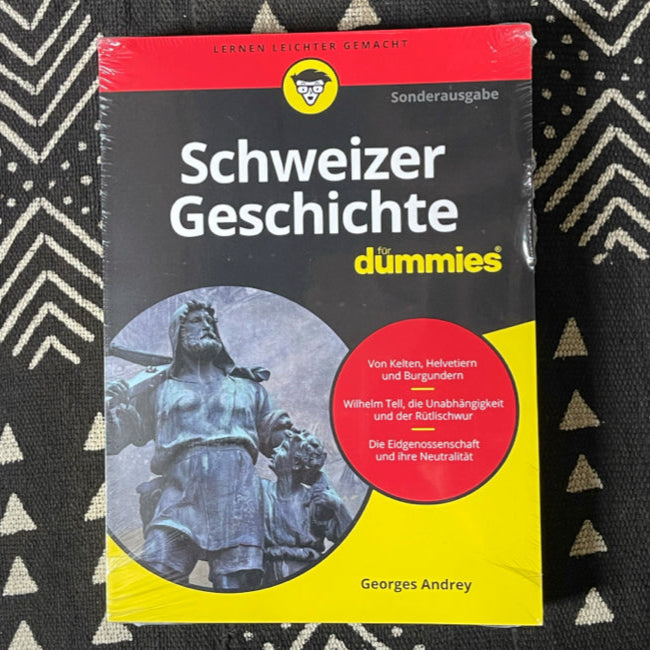 LERNEN LEICHTER GEMACHT
Sonderausgabe
Schweizer
Geschichte
für
dummies®
Von Kelten, Helvetiern
und Burgundern
Wilhelm Tell, die Unabhängigkeit
und der Rütlischwur
Die Eidgenossenschaft
und ihre Neutralität
Georges Andrey